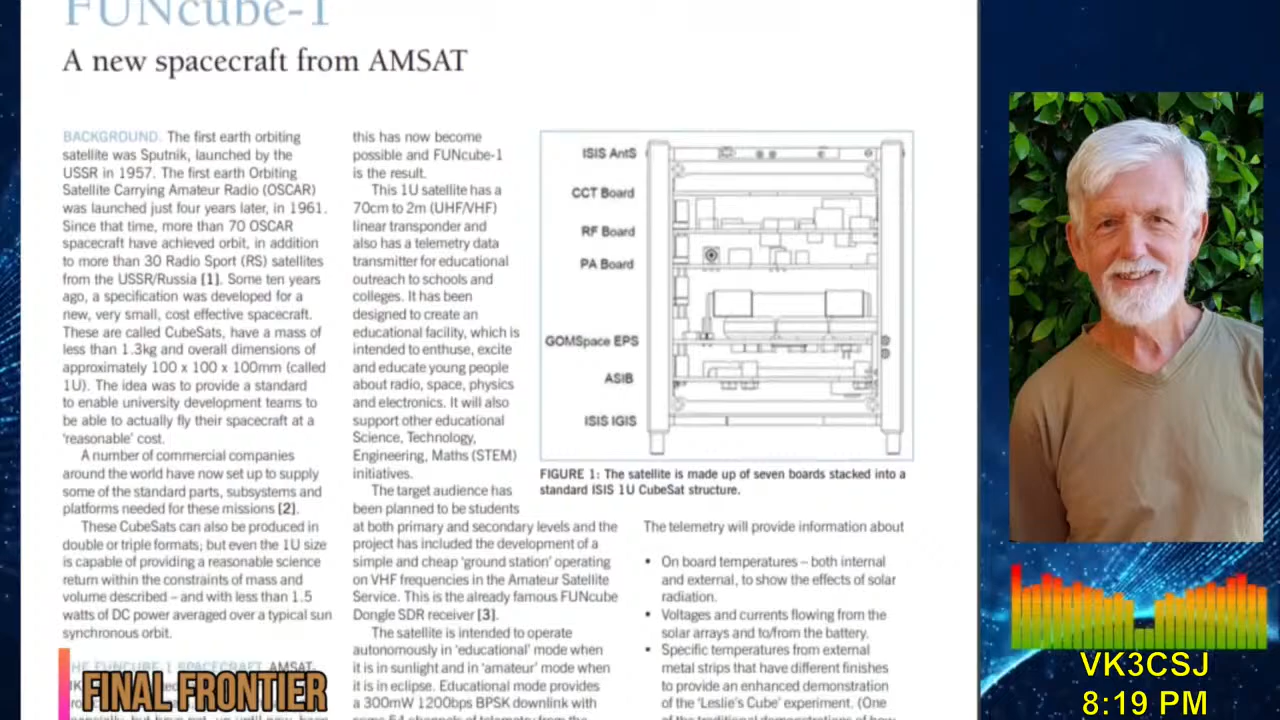 FUNcube-1
A new spacecraft from AMSAT
BACKGROUND. The first earth orbiting
satellite was Sputnik, launched by the
USSR in 1957. The first earth Orbiting
Satellite Carrying Amateur Radio (OSCAR)
was launched just four years later, in 1961.
Since that time, more than 70 OSCAR
spacecraft have achieved orbit, in addition
to more than 30 Radio Sport (RS) satellites
from the USSR/Russia [1]. Some ten years
ago, a specification was developed for a
new, very small, cost effective spacecraft.
These are called CubeSats, have a mass of
less than 1.3kg and overall dimensions of
approximately 100 x 100 x 100mm (called
1U). The idea was to provide a standard
to enable university development teams to
be able to actually fly their spacecraft at a
'reasonable' cost.
A number of commercial companies
around the world have now set up to supply
some of the standard parts, subsystems and
platforms needed for these missions [2].
These CubeSats can also be produced in
double or triple formats; but even the 1U size
is capable of providing a reasonable science
return within the constraints of mass and
volume described – and with less than 1.5
watts of DC power averaged over a typical sun
synchronous orbit.
THE FUNCUBE 1 SPACECRAFT. AMSAT-
this has now become
possible and FUNcube-1
is the result.
This 1U satellite has a
70cm to 2m (UHF/VHF)
linear transponder and
also has a telemetry data
transmitter for educational
outreach to schools and
colleges. It has been
designed to create an
educational facility, which is
intended to enthuse, excite
and educate young people
about radio, space, physics
and electronics. It will also
support other educational
Science, Technology,
Engineering, Maths (STEM)
initiatives.
The target audience has
been planned to be students
at both primary and secondary levels and the
project has included the development of a
simple and cheap 'ground station' operating
on VHF frequencies in the Amateur Satellite
Service. This is the already famous FUNcube
Dongle SDR receiver [3].
The satellite is intended to operate
autonomously in 'educational' mode when
it is in sunlight and in 'amateur' mode when
it is in eclipse. Educational mode provides
a 300mW 1200bps BPSK downlink with
some 54 channels of telemetry from the
ISIS AntS
CCT Board
RF Board
PA Board
GOMSpace EPS
ASIB
ISIS IGIS
FIGURE 1: The satellite is made up of seven boards stacked into a
standard ISIS 1U CubeSat structure.
The telemetry will provide information about
• On board temperatures – both internal
and external, to show the effects of solar
radiation.
• Voltages and currents flowing from the
solar arrays and to/from the battery.
• Specific temperatures from external
metal strips that have different finishes
to provide an enhanced demonstration
of the 'Leslie's Cube' experiment. (One
of the traditional demonstrations of how
FINAL FRONTIER
VK3CSJ
8:19 PM